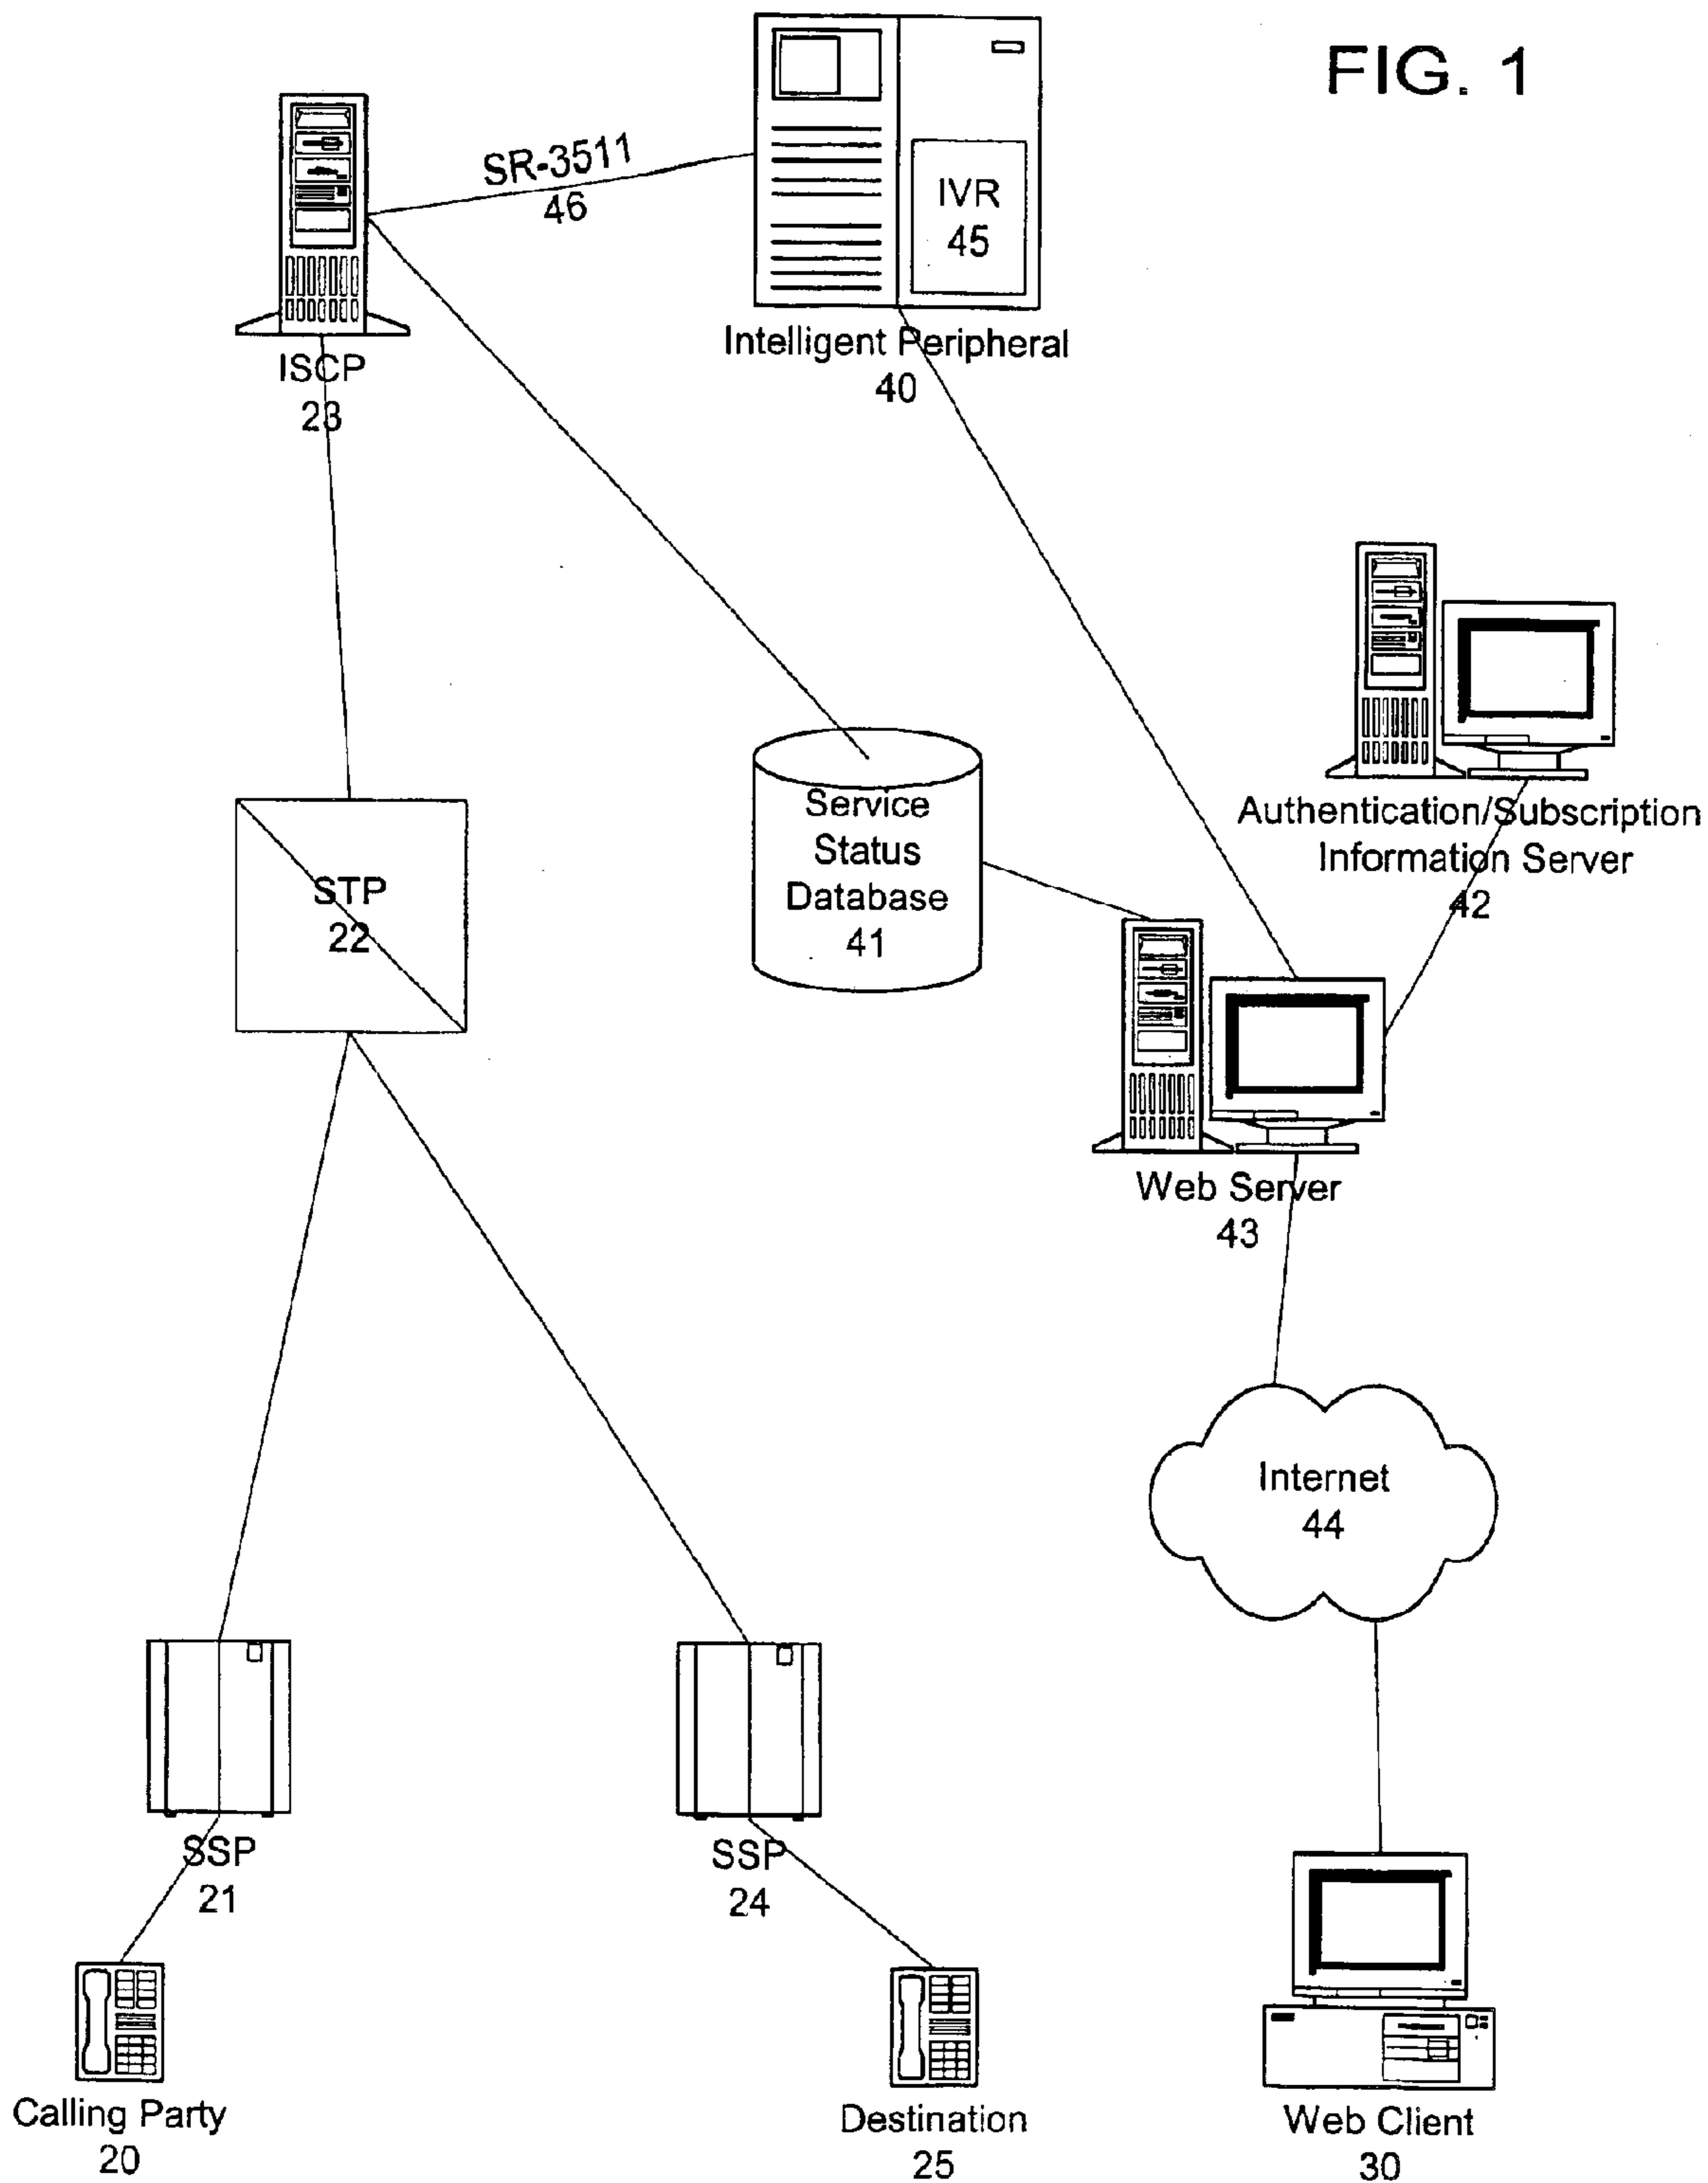 FIG. 1
SR-3511
46
IVR
45
Intelligent Peripheral
40
ISCP
23
Authentication/Subscription
Information Server
42
Service
Status
Database
41
STP
22
Web Server
43
Internet
44
SSP
21
SSP
24
Calling Party
20
Destination
25
Web Client
30